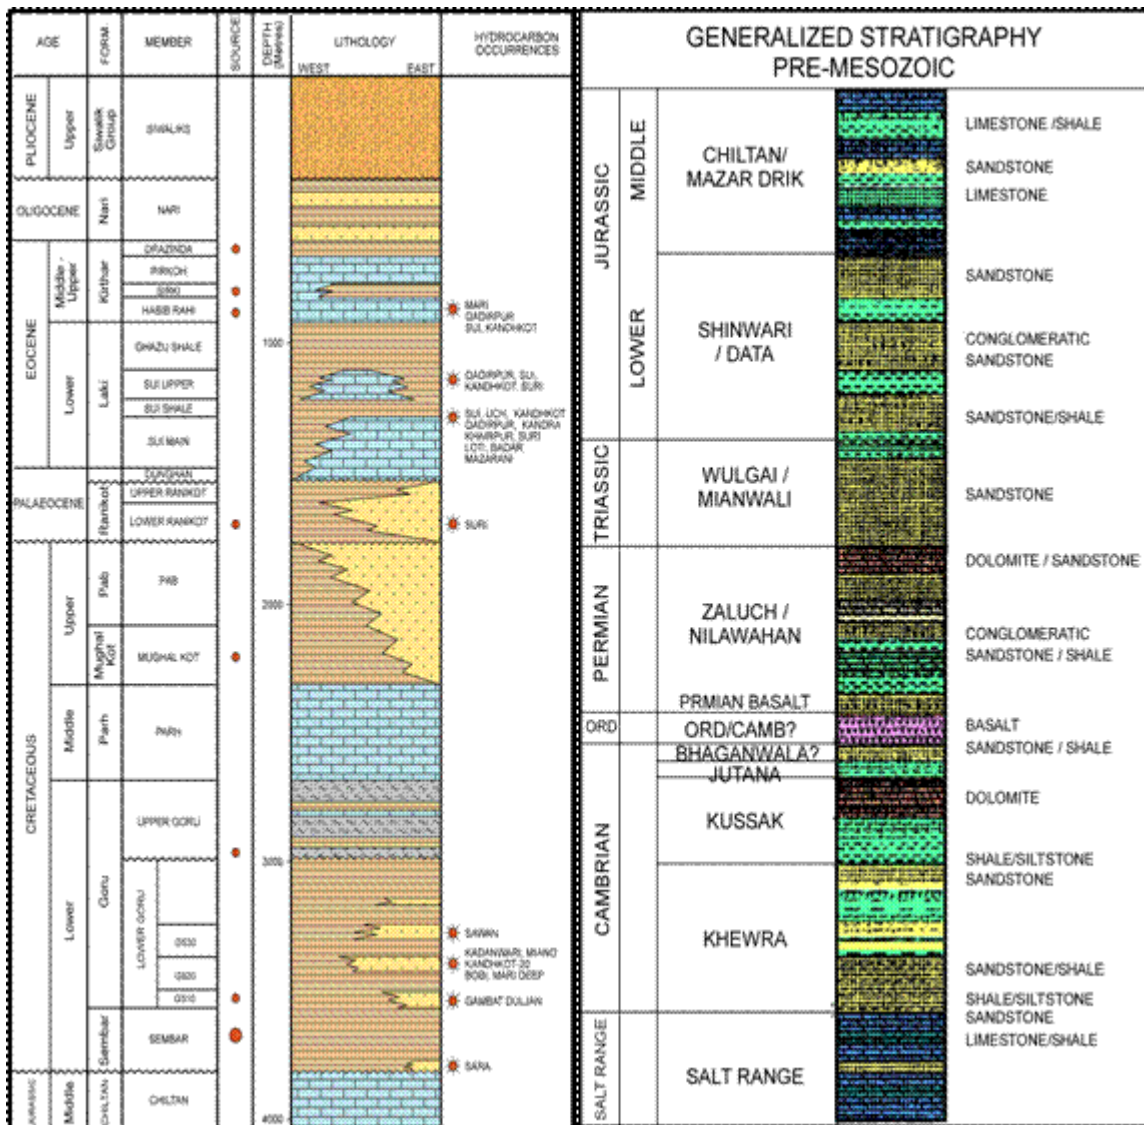 AGE
FORM.
MEMBER
SOURCE
DEPTH
(Metres)
LITHOLOGY
WEST
EAST
HYDROCARBON
OCCURRENCES
PLIOCENE
Upper
Siwalik
Group
SIWALIKS
OLIGOCENE
Nari
NARI
EOCENE
Middle /
Upper
Kirthar
DRAZINDA
PIRKOH
SIRKI
HABIB RAHI
MARI
QADIRPUR
SUI, KANDHKOT
Lower
Laki
GHAZIJ SHALE
1000
SUI UPPER
QADIRPUR, SUI,
KANDHKOT, SURI
SUI SHALE
SUI MAIN
SUI, UCH, KANDHKOT
QADIRPUR, KANDRA
KHAIRPUR, SURI
LOTI, BADAR
MAZARANI
DUNGHAN
PALAEOCENE
Ranikot
UPPER RANIKOT
LOWER RANIKOT
SURI
CRETACEOUS
Upper
Pab
PAB
2000
Mughal
Kot
MUGHAL KOT
Middle
Parh
PARH
Lower
Goru
UPPER GORU
3000
LOWER GORU
SAWAN
KADANWARI, MIANO
KANDHKOT-20
BOBI, MARI DEEP
GAMBAT DULJAN
Sembar
SEMBAR
SARA
JURASSIC
Middle
CHILTAN
CHILTAN
4000
GENERALIZED STRATIGRAPHY
PRE-MESOZOIC
JURASSIC
MIDDLE
CHILTAN/
MAZAR DRIK
LIMESTONE /SHALE
SANDSTONE
LIMESTONE
LOWER
SHINWARI
/ DATA
SANDSTONE
CONGLOMERATIC
SANDSTONE
SANDSTONE/SHALE
TRIASSIC
WULGAI /
MIANWALI
SANDSTONE
PERMIAN
ZALUCH /
NILAWAHAN
DOLOMITE / SANDSTONE
CONGLOMERATIC
SANDSTONE / SHALE
PRMIAN BASALT
ORD
ORD/CAMB?
BASALT
SANDSTONE / SHALE
CAMBRIAN
BHAGANWALA?
JUTANA
DOLOMITE
KUSSAK
SHALE/SILTSTONE
SANDSTONE
KHEWRA
SANDSTONE/SHALE
SHALE/SILTSTONE
SANDSTONE
LIMESTONE/SHALE
SALT RANGE
SALT RANGE